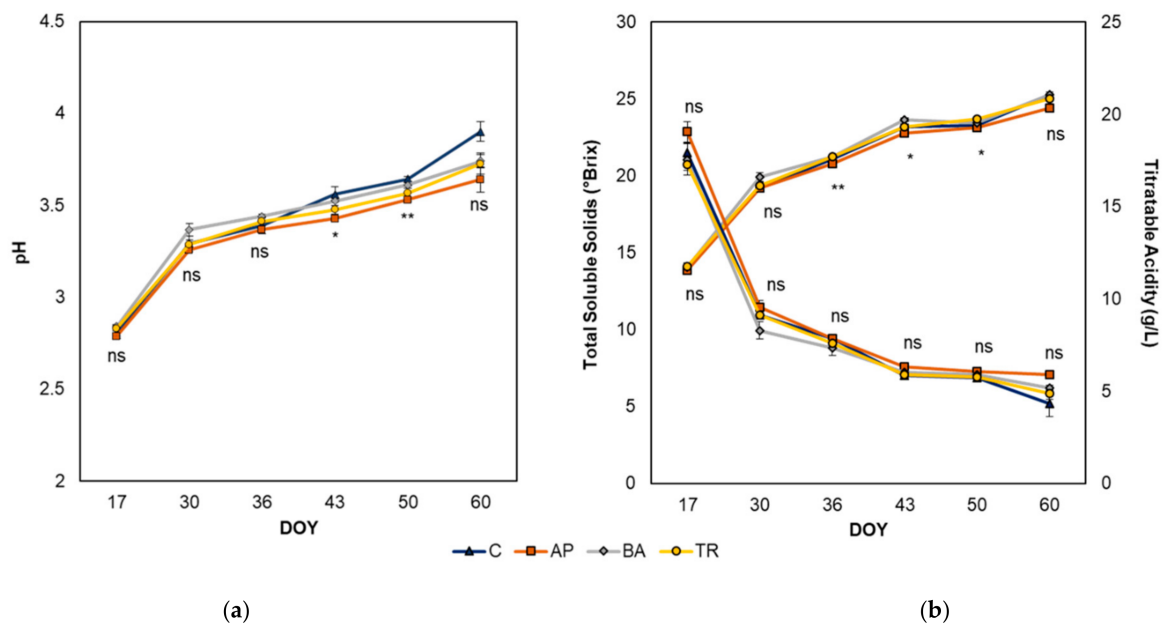 4.5
4
3.5
3
2.5
2
pH
ns
ns
ns
*
**
ns
17 30 36 43 50 60
DOY
30
25
20
15
10
5
0
Total Soluble Solids (°Brix)
ns
ns
ns
**
*
*
ns
ns
ns
ns
ns
ns
25
20
15
10
5
0
Titratable Acidity (g/L)
17 30 36 43 50 60
DOY
C AP BA TR
(a) (b)